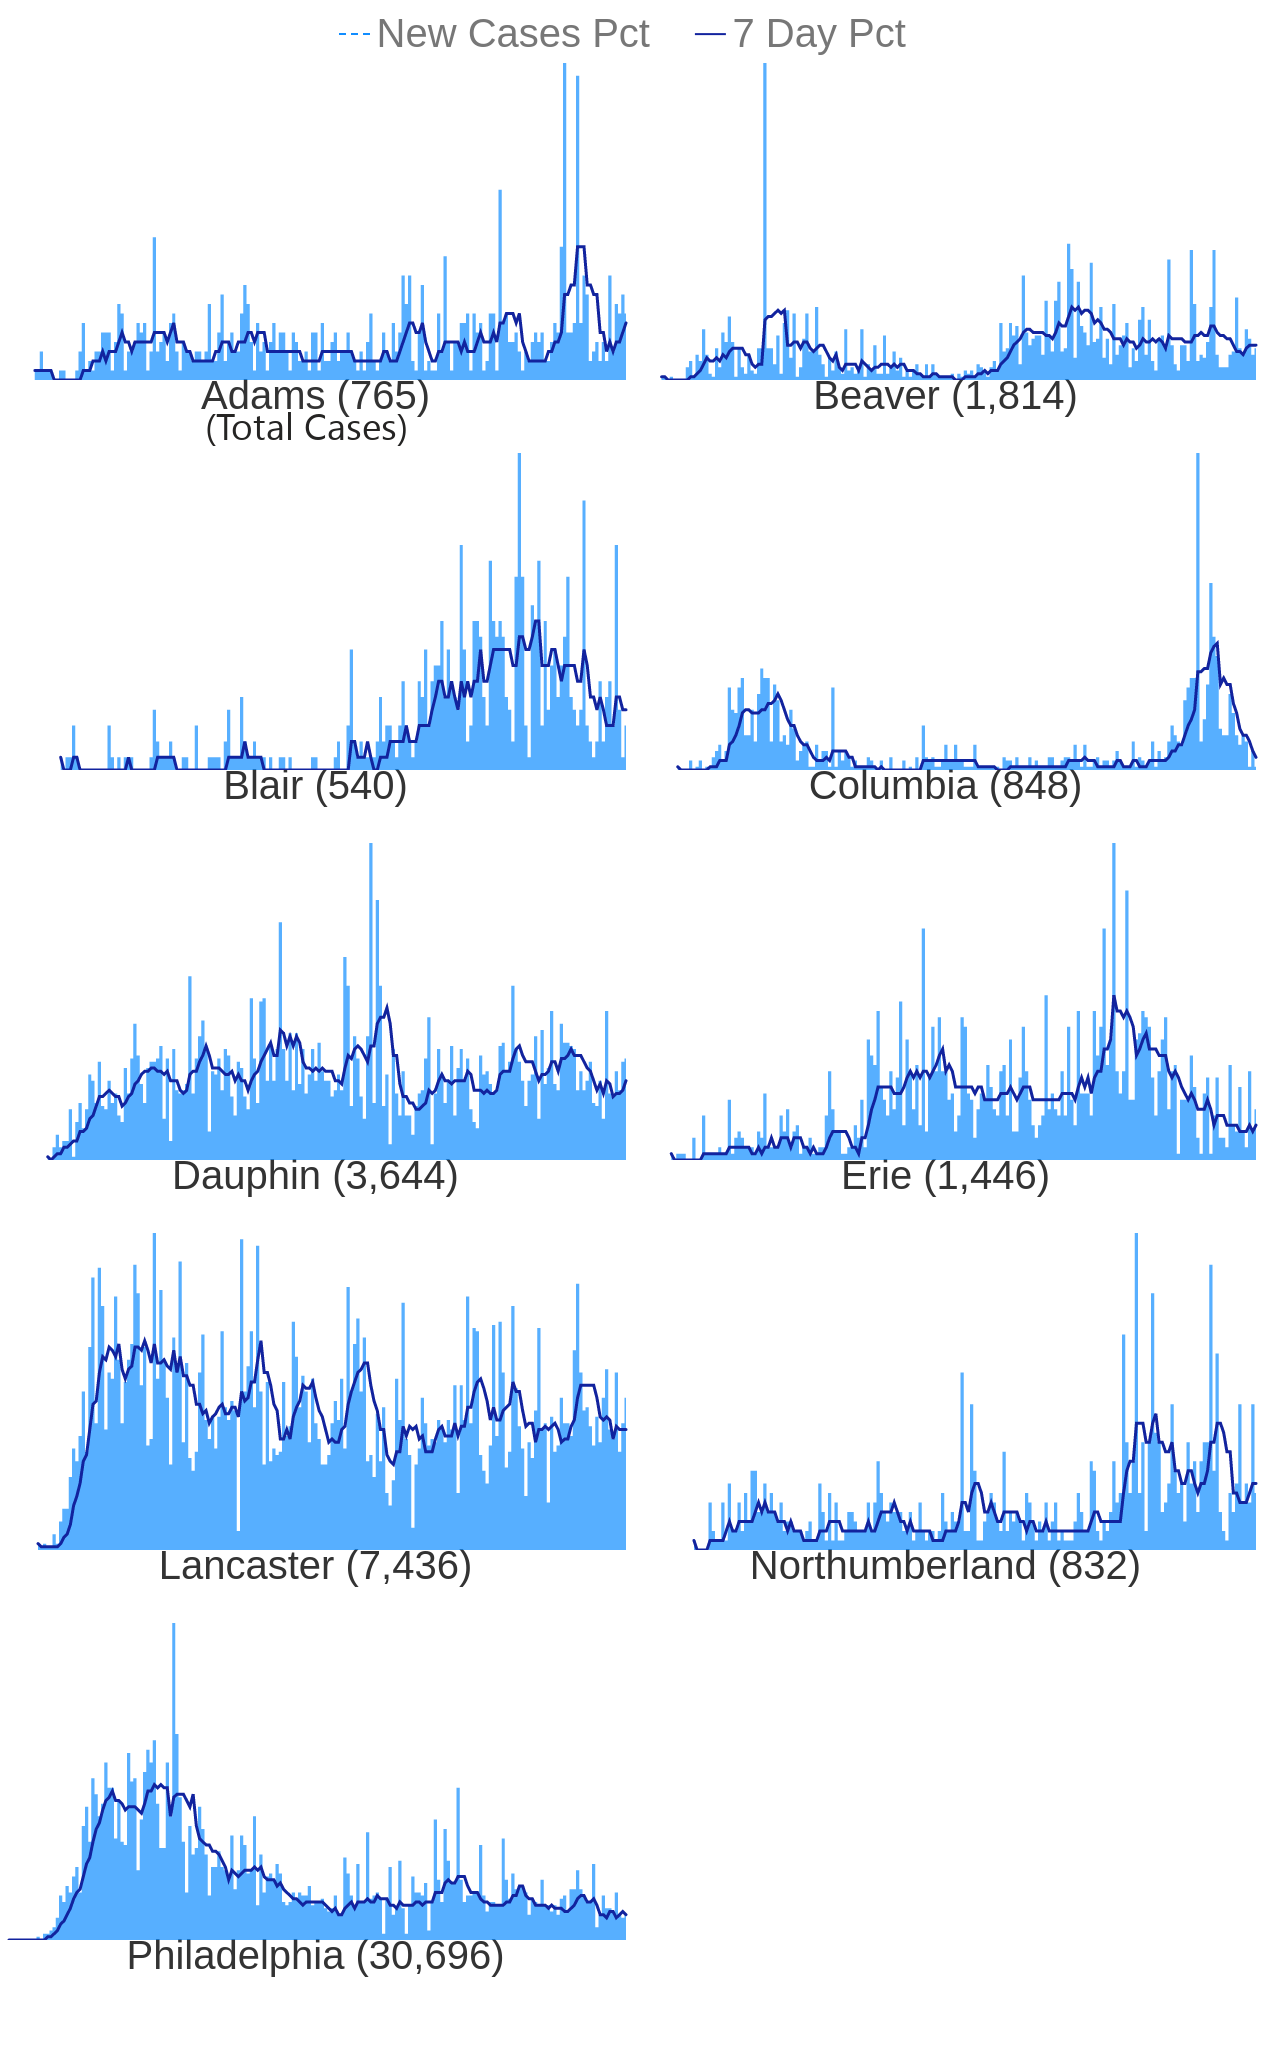 New Cases Pct 7 Day Pct
Adams (765) Beaver (1,814)
(Total Cases)
Blair (540) Columbia (848)
Dauphin (3,644) Erie (1,446)
Lancaster (7,436) Northumberland (832)
Philadelphia (30,696)